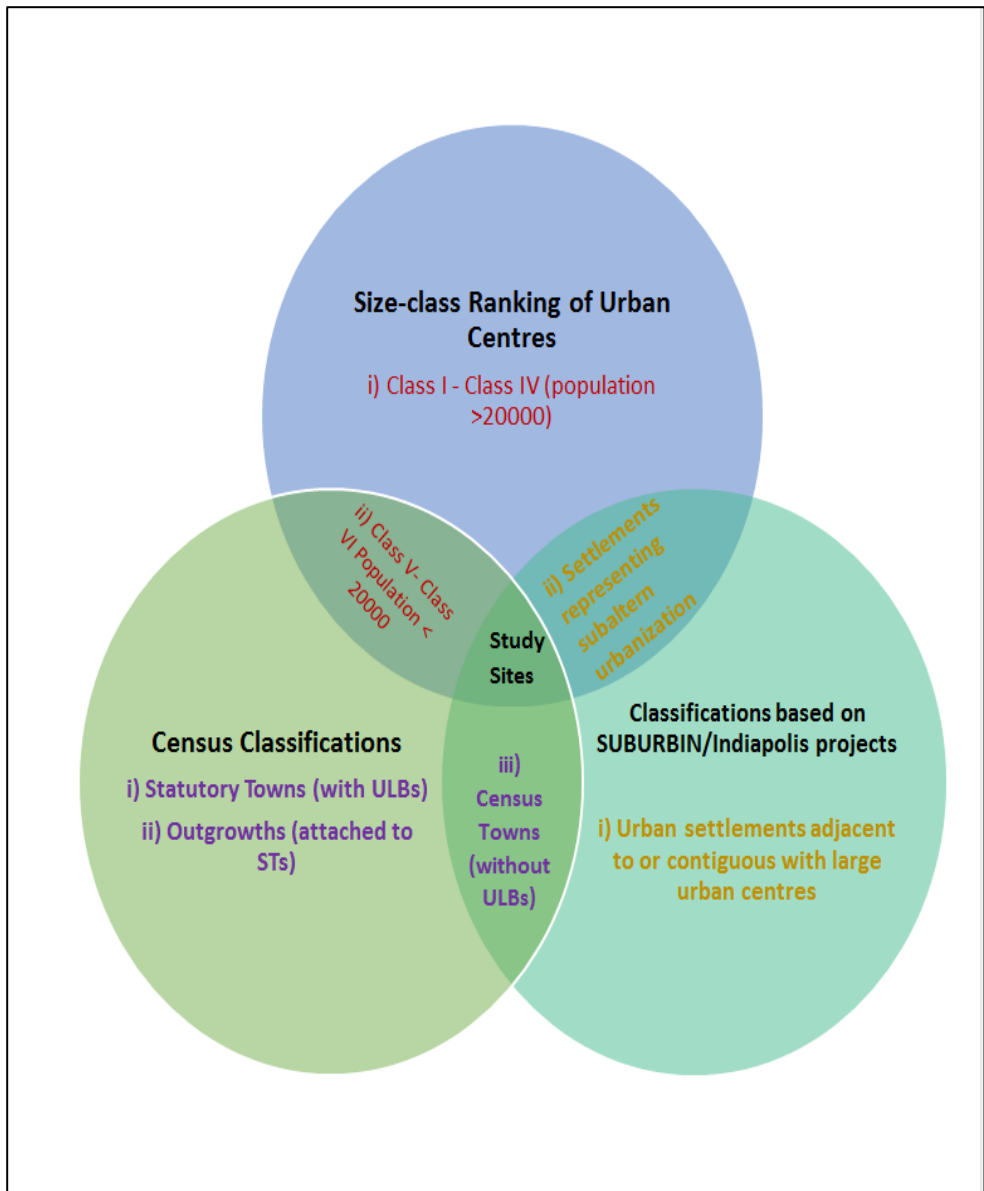 Size-class Ranking of Urban
Centres
i) Class I - Class IV (population
>20000)
ii) Class V- Class
VI Population <
20000
ii) Settlements
representing
subaltern
urbanization
Study
Sites
Census Classifications
i) Statutory Towns (with ULBs)
ii) Outgrowths (attached to
STs)
iii)
Census
Towns
(without
ULBs)
Classifications based on
SUBURBIN/Indiapolis projects
i) Urban settlements adjacent
to or contiguous with large
urban centres